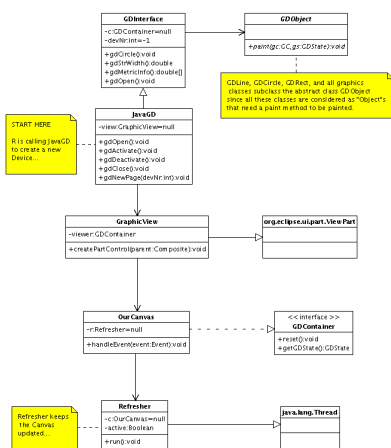 GDInterface
-c:GDContainer=null
-devNr:int=-1
+gdCircle():void
+gdStrWidth():double
+gdMetricInfo():double[]
+gdOpen():void
GDObject
+paint(gc:GC,gs:GDState):void
GDLine, GDCircle, GDRect, and all graphics
classes subclass the abstract class GDObject
since all these classes are considered as "Object"s
that need a paint method to be painted.
START HERE
R is calling JavaGD
to create a new
Device...
JavaGD
-view:GraphicView=null
+gdOpen():void
+gdActivate():void
+gdDeactivate():void
+gdClose():void
+gdNewPage(devNr:int):void
GraphicView
-viewer:GDContainer
+createPartControl(parent:Composite):void
org.eclipse.ui.part.ViewPart
OurCanvas
-r:Refresher=null
+handleEvent(event:Event):void
<< interface >>
GDContainer
+reset():void
+getGDState():GDState
Refresher keeps
the Canvas
updated...
Refresher
-c:OurCanvas=null
-active:Boolean
+run():void
java.lang.Thread